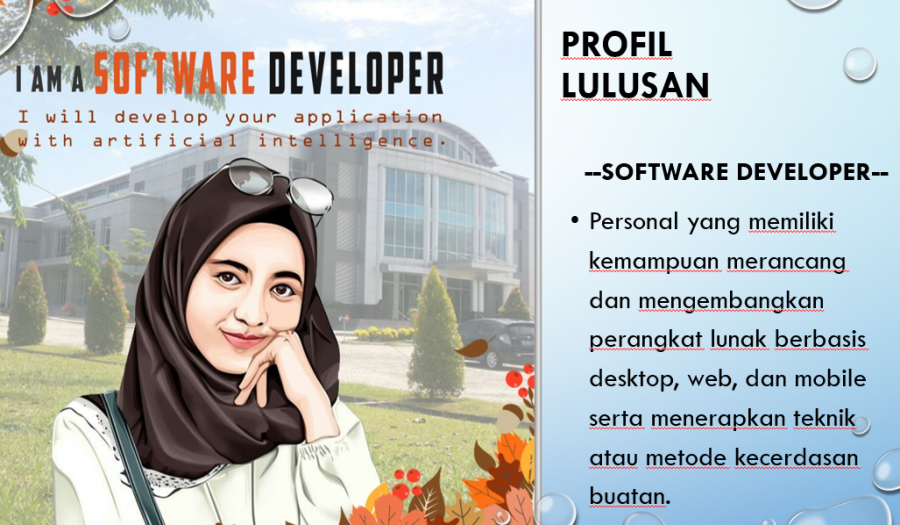 I AM A SOFTWARE DEVELOPER
I will develop your application
with artificial intelligence.
PROFIL
LULUSAN
--SOFTWARE DEVELOPER--
• Personal yang memiliki
kemampuan merancang
dan mengembangkan
perangkat lunak berbasis
desktop, web, dan mobile
serta menerapkan teknik
atau metode kecerdasan
buatan.